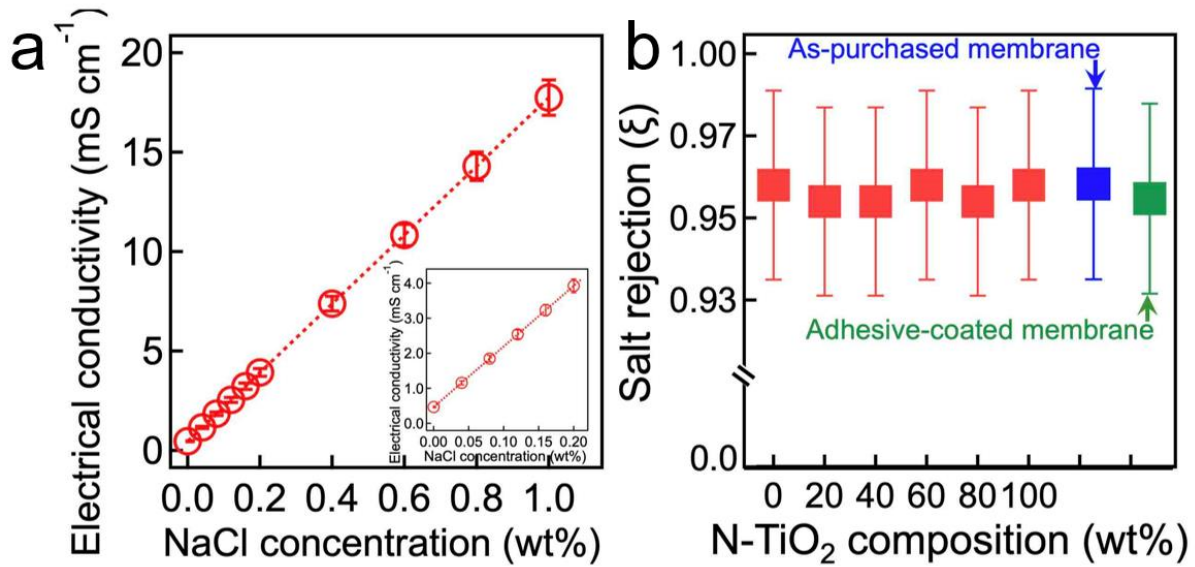 a
Electrical conductivity (mS cm⁻¹)
20
15
10
5
0
0.0 0.2 0.4 0.6 0.8 1.0
NaCl concentration (wt%)
Electrical conductivity (mS cm⁻¹)
4.0
3.0
2.0
1.0
0.0
0.00 0.05 0.10 0.15 0.20
NaCl concentration (wt%)
b
Salt rejection (ξ)
1.00
0.97
0.95
0.93
0.0
As-purchased membrane
Adhesive-coated membrane
0 20 40 60 80 100
N-TiO₂ composition (wt%)